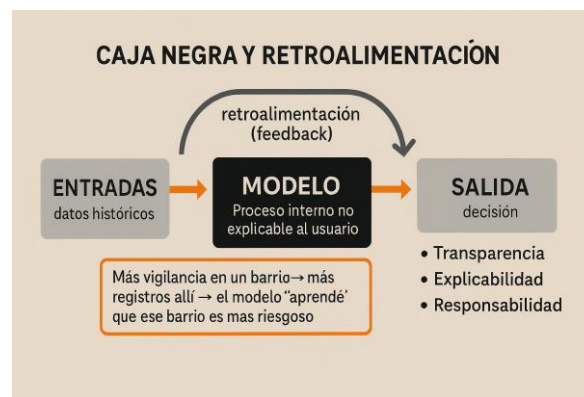 CAJA NEGRA Y RETROALIMENTACIÓN
retroalimentación
(feedback)
ENTRADAS
datos históricos
MODELO
Proceso interno no
explicable al usuario
SALIDA
decisión
Más vigilancia en un barrio→ más
registros allí → el modelo “aprendé’
que ese barrio es mas riesgoso
• Transparencia
• Explicabilidad
• Responsabilidad